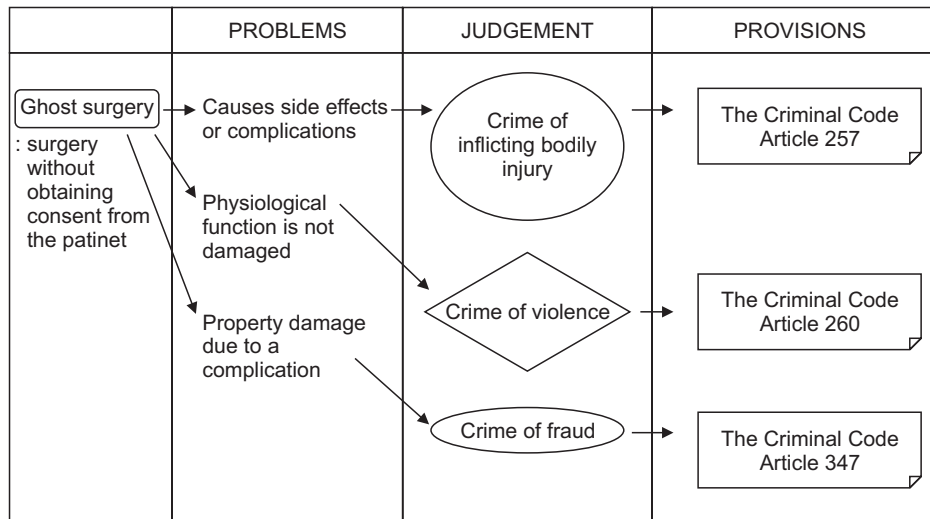 PROBLEMS
JUDGEMENT
PROVISIONS
Ghost surgery
: surgery
without
obtaining
consent from
the patinet
Causes side effects
or complications
Physiological
function is not
damaged
Property damage
due to a
complication
Crime of
inflicting bodily
injury
Crime of violence
Crime of fraud
The Criminal Code
Article 257
The Criminal Code
Article 260
The Criminal Code
Article 347